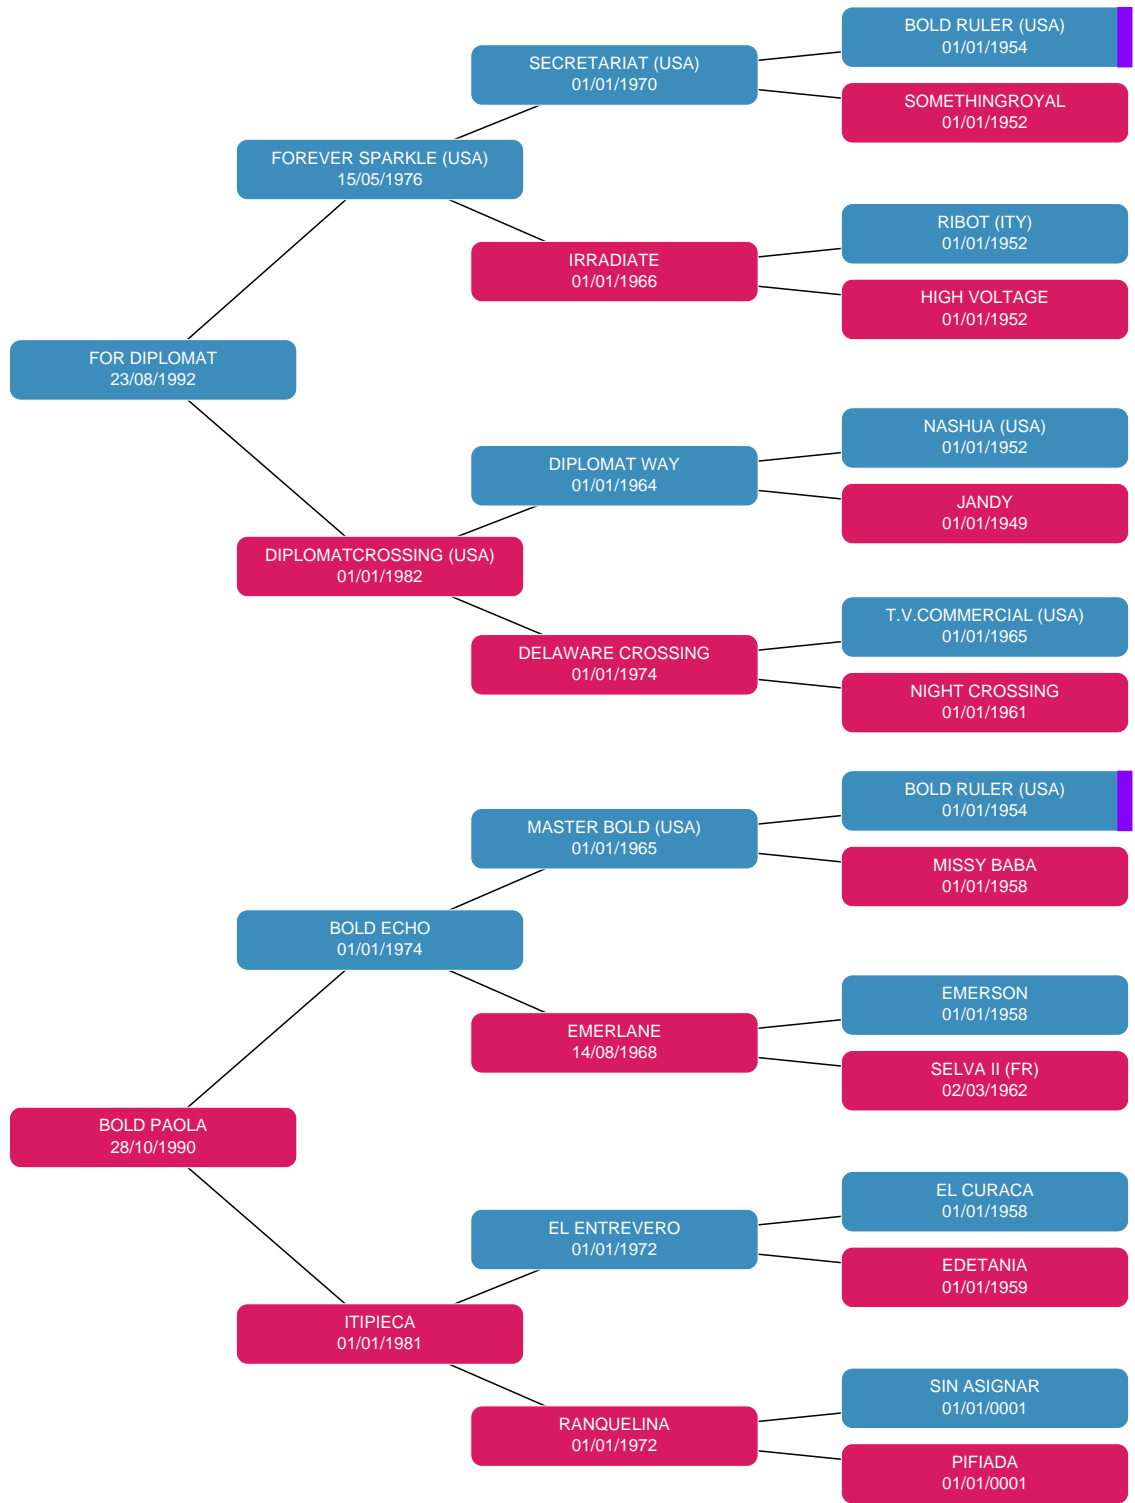 BOLD RULER (USA)
01/01/1954
SECRETARIAT (USA)
01/01/1970
SOMETHINGROYAL
01/01/1952
FOREVER SPARKLE (USA)
15/05/1976
RIBOT (ITY)
01/01/1952
IRRADIATE
01/01/1966
HIGH VOLTAGE
01/01/1952
FOR DIPLOMAT
23/08/1992
NASHUA (USA)
01/01/1952
DIPLOMAT WAY
01/01/1964
JANDY
01/01/1949
DIPLOMATCROSSING (USA)
01/01/1982
T.V.COMMERCIAL (USA)
01/01/1965
DELAWARE CROSSING
01/01/1974
NIGHT CROSSING
01/01/1961
BOLD RULER (USA)
01/01/1954
MASTER BOLD (USA)
01/01/1965
MISSY BABA
01/01/1958
BOLD ECHO
01/01/1974
EMERSON
01/01/1958
EMERLANE
14/08/1968
SELVA II (FR)
02/03/1962
BOLD PAOLA
28/10/1990
EL CURACA
01/01/1958
EL ENTREVERO
01/01/1972
EDETANIA
01/01/1959
ITIPIECA
01/01/1981
SIN ASIGNAR
01/01/0001
RANQUELINA
01/01/1972
PIFIADA
01/01/0001